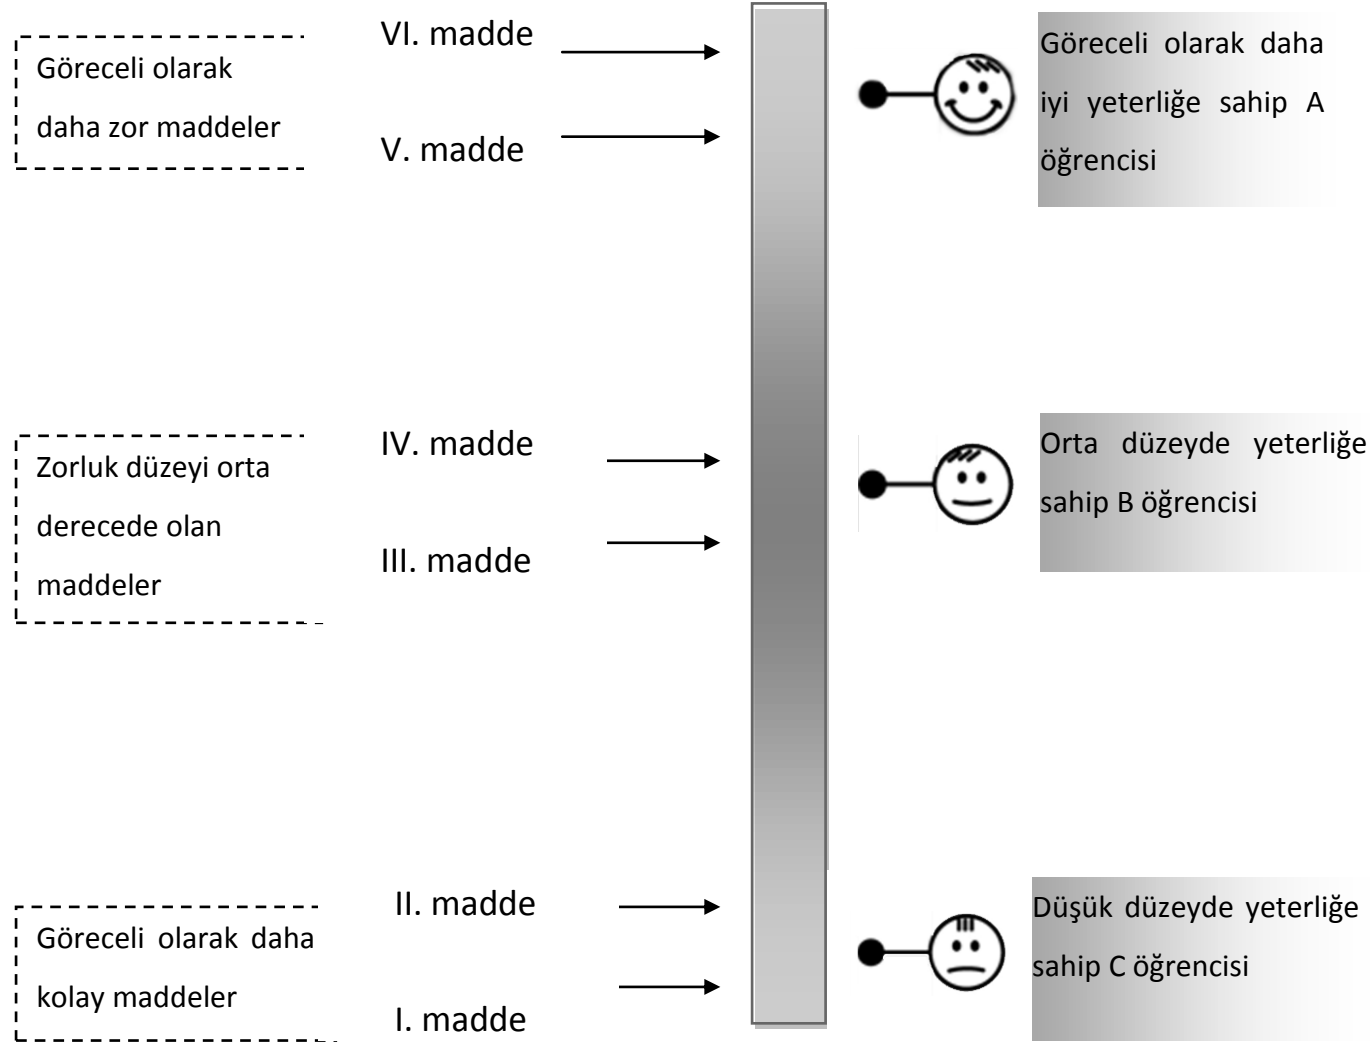 VI. madde
Göreceli olarak
daha zor maddeler
V. madde
Göreceli olarak daha
iyi yeterliğe sahip A
öğrencisi
IV. madde
Zorluk düzeyi orta
derecede olan
maddeler
III. madde
Orta düzeyde yeterliğe
sahip B öğrencisi
II. madde
Göreceli olarak daha
kolay maddeler
I. madde
Düşük düzeyde yeterliğe
sahip C öğrencisi